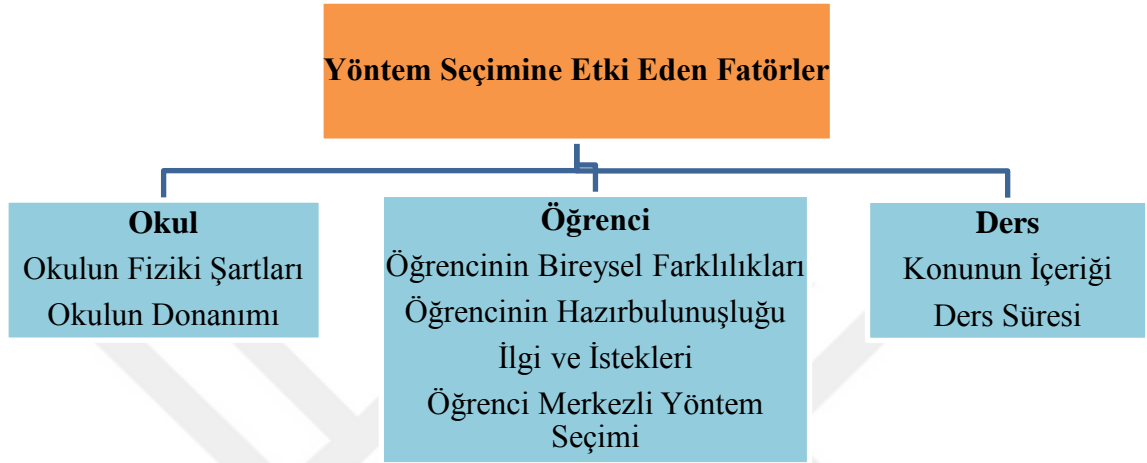 Yöntem Seçimine Etki Eden Fatörler
Okul
Okulun Fiziki Şartları
Okulun Donanımı
Öğrenci
Öğrencinin Bireysel Farklılıkları
Öğrencinin Hazırbulunuşluğu
İlgi ve İstekleri
Öğrenci Merkezli Yöntem
Seçimi
Ders
Konunun İçeriği
Ders Süresi